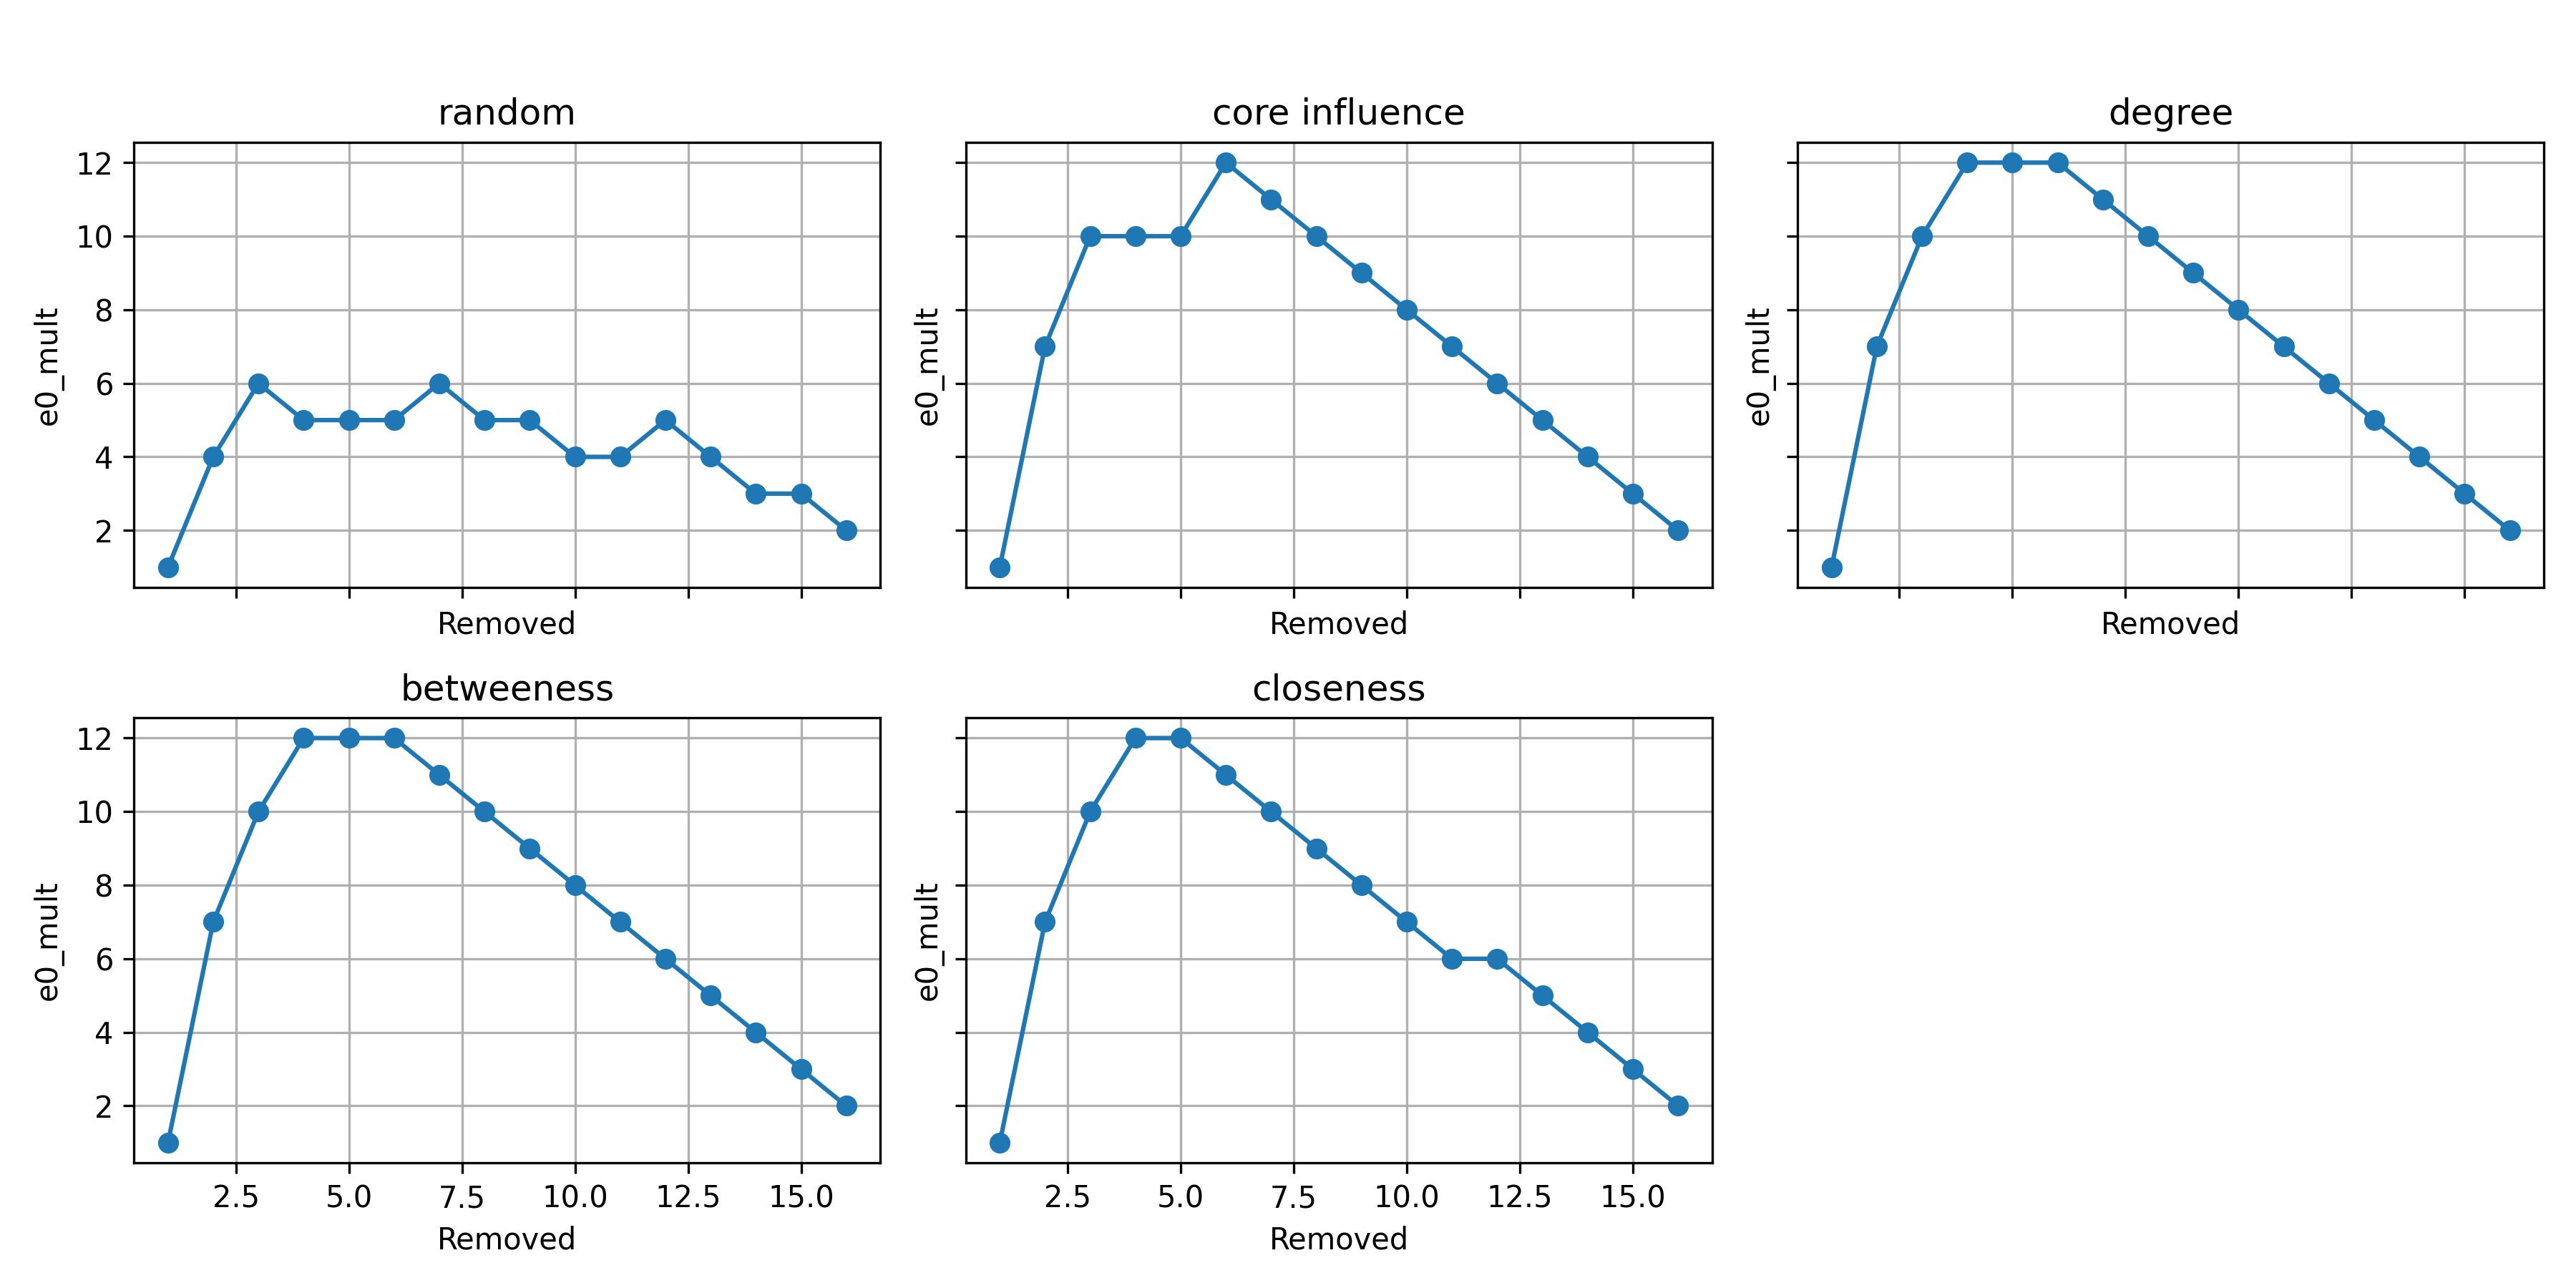 random
core influence
degree
12
10
8
6
4
2
e0_mult
e0_mult
e0_mult
Removed
Removed
Removed
betweeness
closeness
12
10
8
6
4
2
e0_mult
e0_mult
2.5 5.0 7.5 10.0 12.5 15.0
2.5 5.0 7.5 10.0 12.5 15.0
Removed
Removed